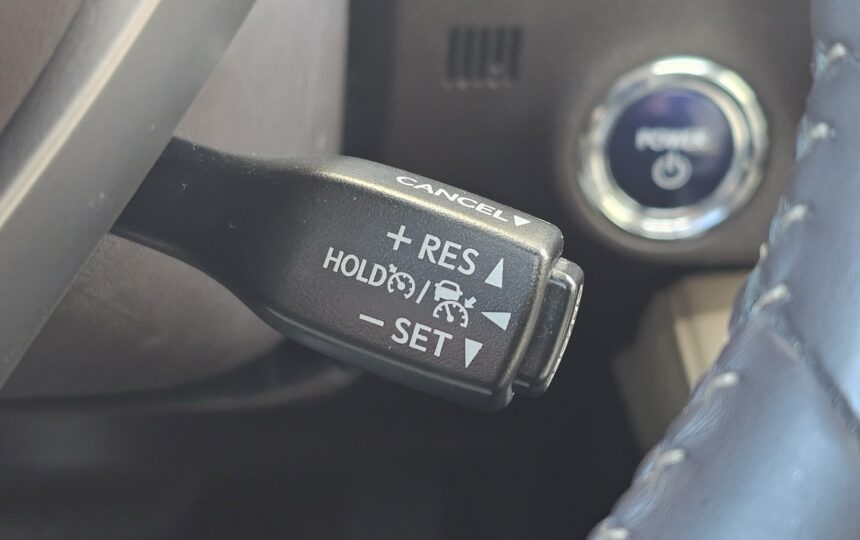 CANCEL
+ RES
HOLD /
- SET
POWER